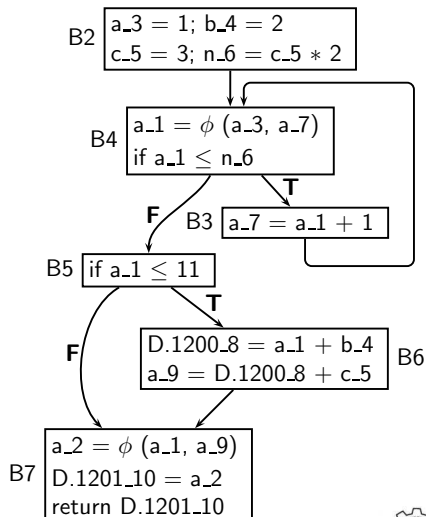 B2
a_3 = 1; b_4 = 2
c_5 = 3; n_6 = c_5 * 2
B4
a_1 = ϕ (a_3, a_7)
if a_1 ≤ n_6
F
T
B3
a_7 = a_1 + 1
B5
if a_1 ≤ 11
F
T
D.1200_8 = a_1 + b_4
a_9 = D.1200_8 + c_5
B6
B7
a_2 = ϕ (a_1, a_9)
D.1201_10 = a_2
return D.1201_10